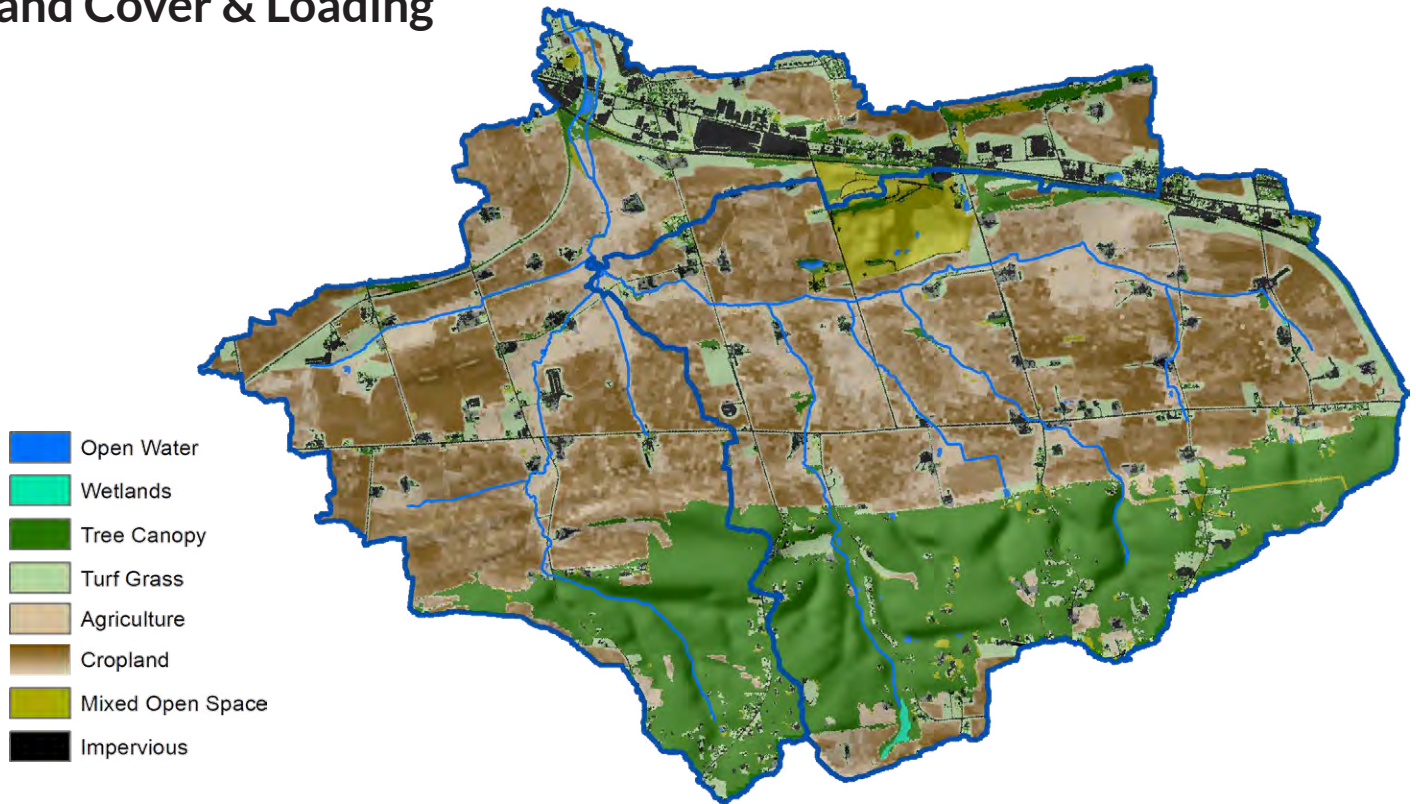 and Cover & Loading
Open Water
Wetlands
Tree Canopy
Turf Grass
Agriculture
Cropland
Mixed Open Space
Impervious